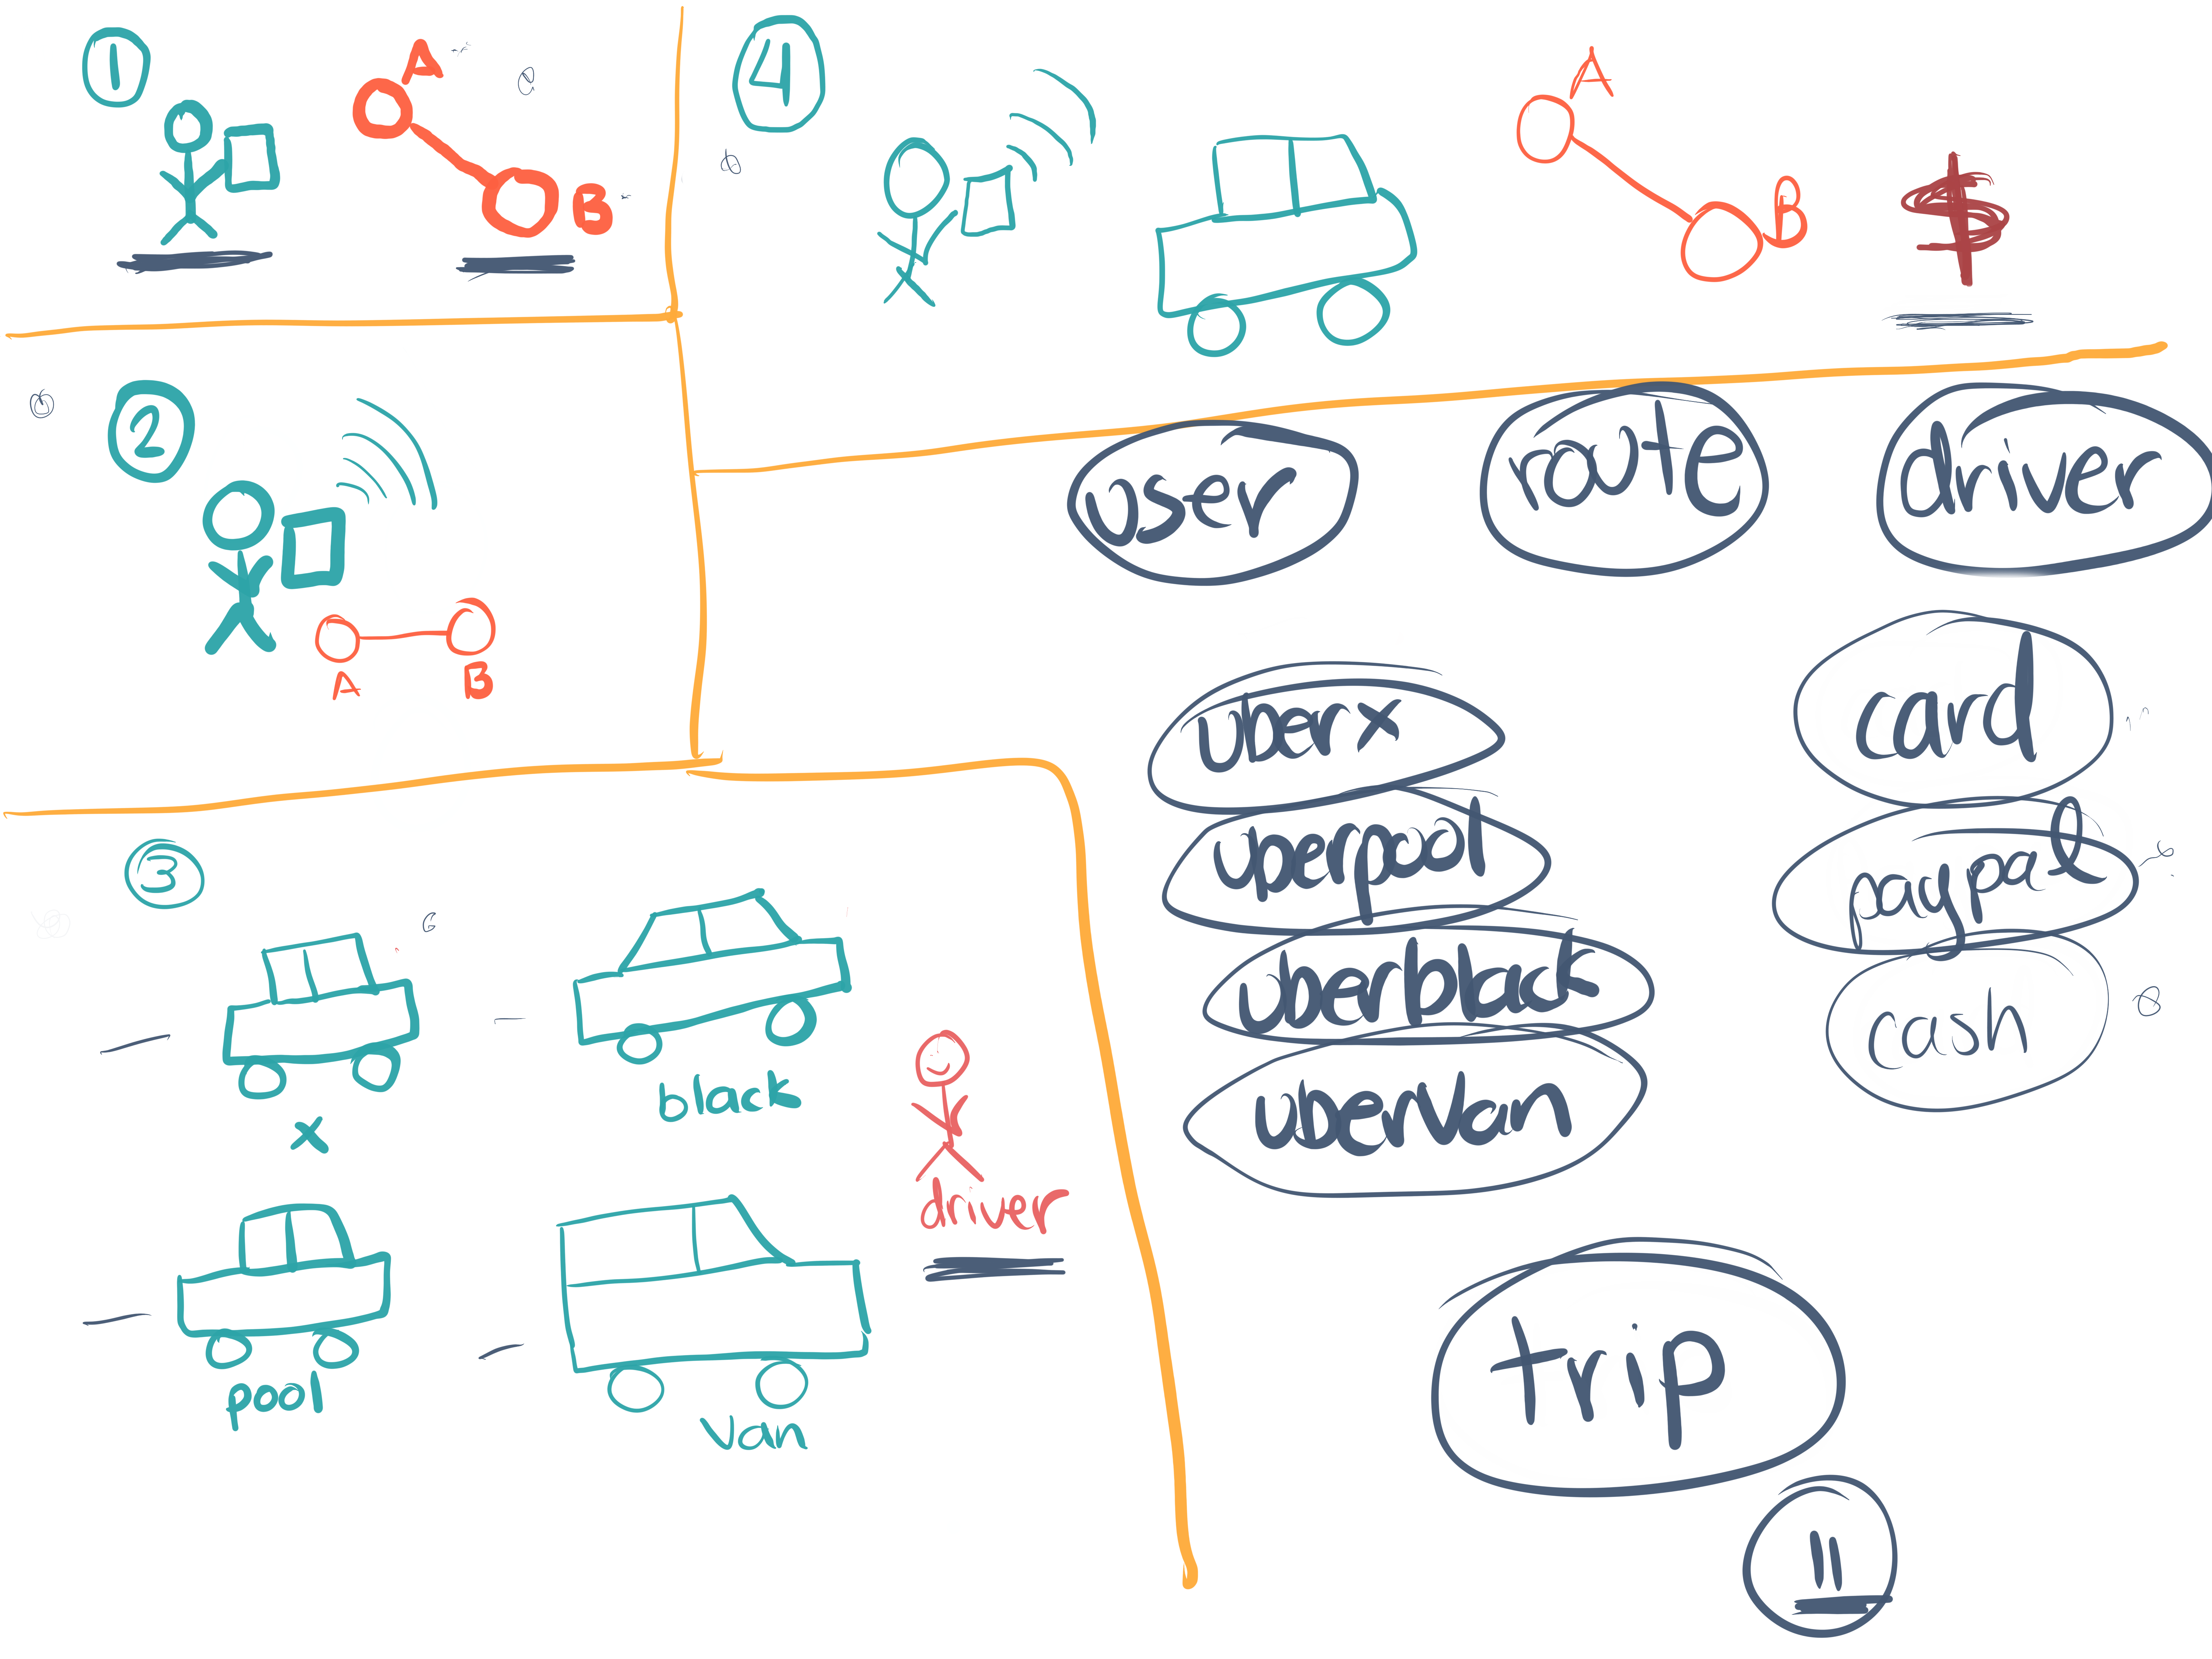 1
A
B
4
A
B
$
2
A
B
user
route
driver
uberx
uberpool
uberblack
ubervan
card
paypal
cash
3
x
black
driver
pool
van
trip
11